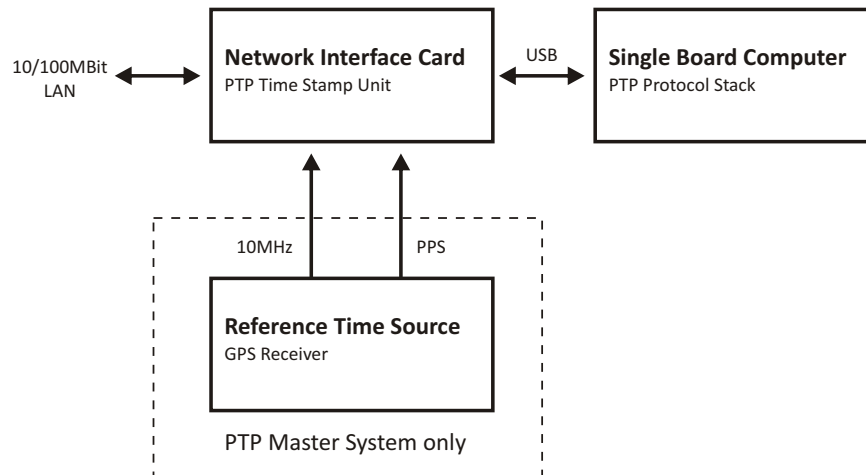 Network Interface Card
PTP Time Stamp Unit
USB
Single Board Computer
PTP Protocol Stack
10/100MBit
LAN
10MHz
PPS
Reference Time Source
GPS Receiver
PTP Master System only